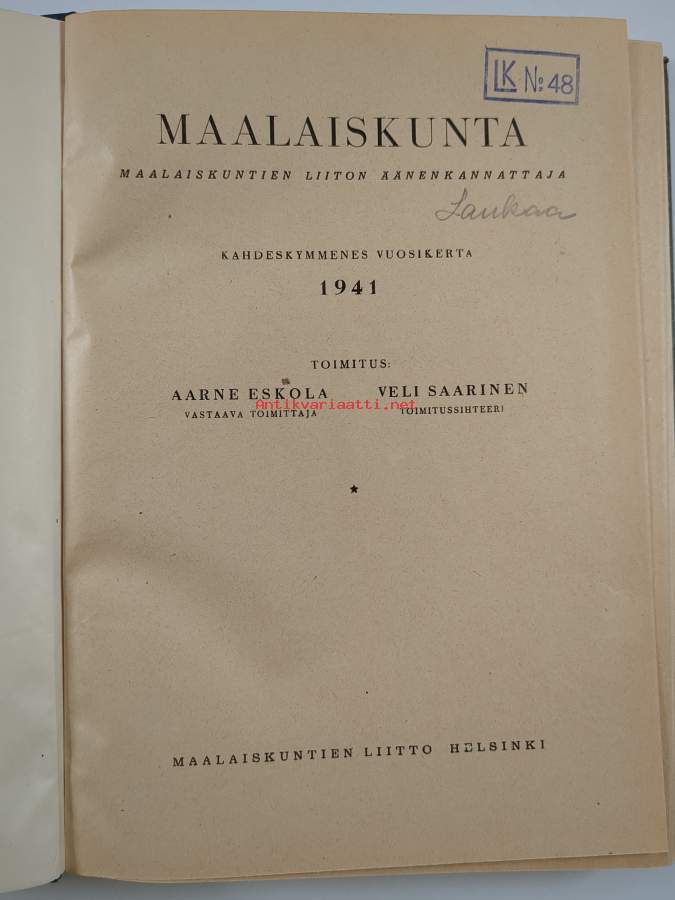 LK No: 48
MAALAISKUNTA
MAALAISKUNTIEN LIITON ÄÄNENKANNATTAJA
Laukaa
KAHDESKYMMENES VUOSIKERTA
1941
TOIMITUS:
AARNE ESKOLA VELI SAARINEN
Antikvariaatti.net
VASTAAVA TOIMITTAJA TOIMITUSSIHTEERI
MAALAISKUNTIEN LIITTO HELSINKI